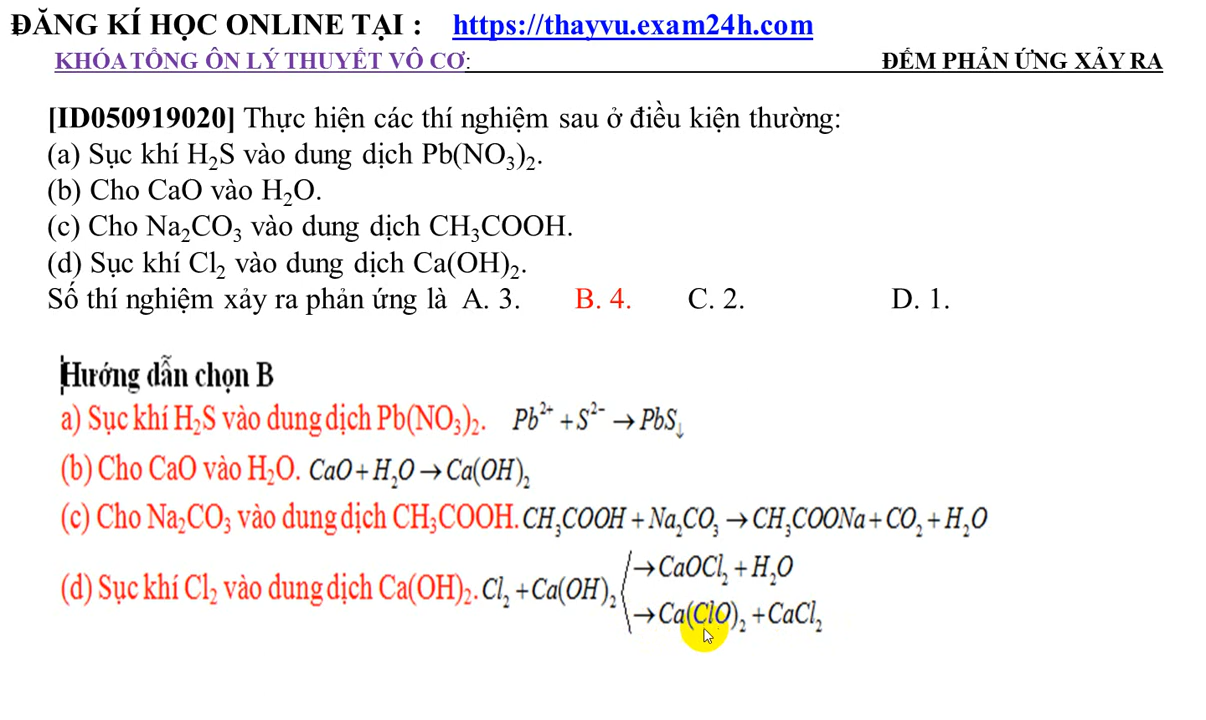 ĐĂNG KÍ HỌC ONLINE TẠI : https://thayvu.exam24h.com
KHÓA TỔNG ÔN LÝ THUYẾT VÔ CƠ: ĐẾM PHẢN ỨNG XẢY RA
[ID050919020] Thực hiện các thí nghiệm sau ở điều kiện thường:
(a) Sục khí H₂S vào dung dịch Pb(NO₃)₂.
(b) Cho CaO vào H₂O.
(c) Cho Na₂CO₃ vào dung dịch CH₃COOH.
(d) Sục khí Cl₂ vào dung dịch Ca(OH)₂.
Số thí nghiệm xảy ra phản ứng là A. 3. B. 4. C. 2. D. 1.
Hướng dẫn chọn B
a) Sục khí H₂S vào dung dịch Pb(NO₃)₂. Pb²⁺ + S²⁻ → PbS↓
(b) Cho CaO vào H₂O. CaO + H₂O → Ca(OH)₂
(c) Cho Na₂CO₃ vào dung dịch CH₃COOH. CH₃COOH + Na₂CO₃ → CH₃COONa + CO₂ + H₂O
(d) Sục khí Cl₂ vào dung dịch Ca(OH)₂. Cl₂ + Ca(OH)₂ → CaOCl₂ + H₂O
→ Ca(ClO)₂ + CaCl₂